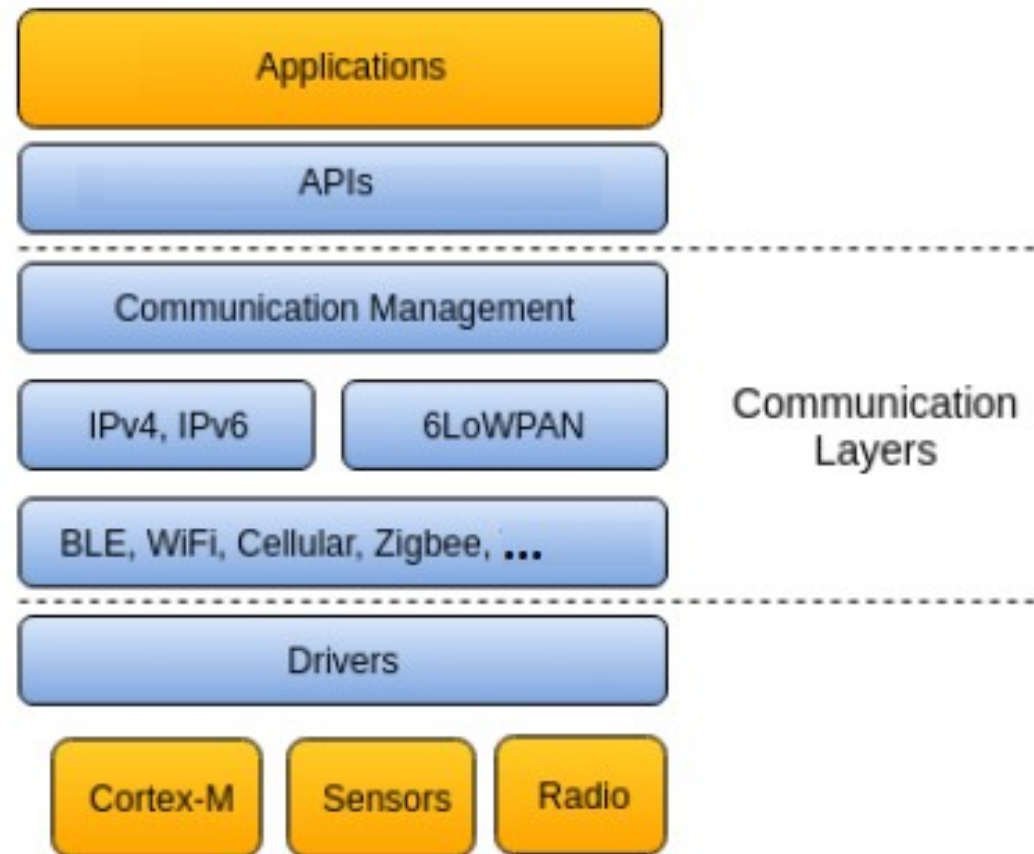 Applications
APIs
Communication Management
IPv4, IPv6
6LoWPAN
Communication
Layers
BLE, WiFi, Cellular, Zigbee, ...
Drivers
Cortex-M
Sensors
Radio